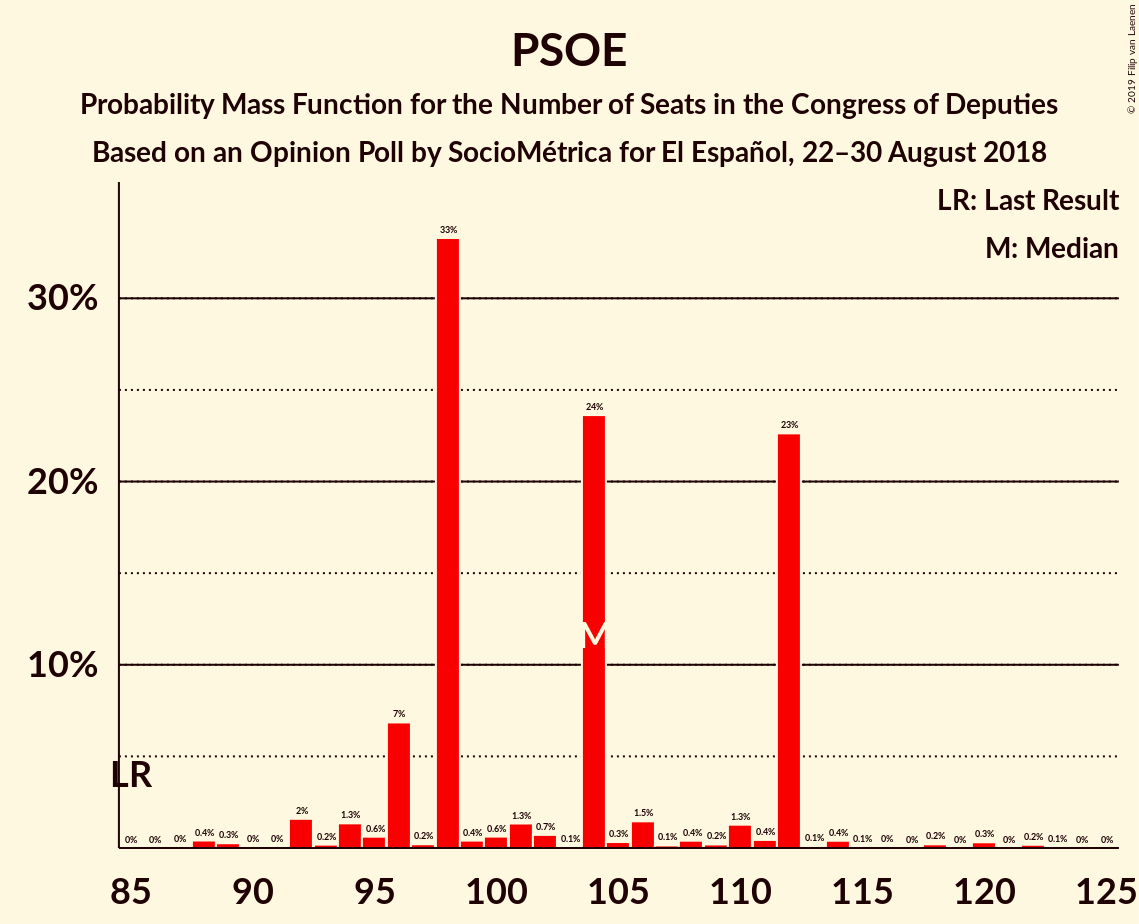 PSOE
Probability Mass Function for the Number of Seats in the Congress of Deputies
Based on an Opinion Poll by SocioMétrica for El Español, 22–30 August 2018
© 2019 Filip van Laenen
LR: Last Result
M: Median
30%
20%
10%
LR
M
0% 0% 0% 0.4% 0.3% 0% 0% 2% 0.2% 1.3% 0.6% 7% 0.2% 33% 0.4% 0.6% 1.3% 0.7% 0.1% 24% 0.3% 1.5% 0.1% 0.4% 0.2% 1.3% 0.4% 23% 0.1% 0.4% 0.1% 0% 0% 0.2% 0% 0.3% 0% 0.2% 0.1% 0% 0%
85 90 95 100 105 110 115 120 125